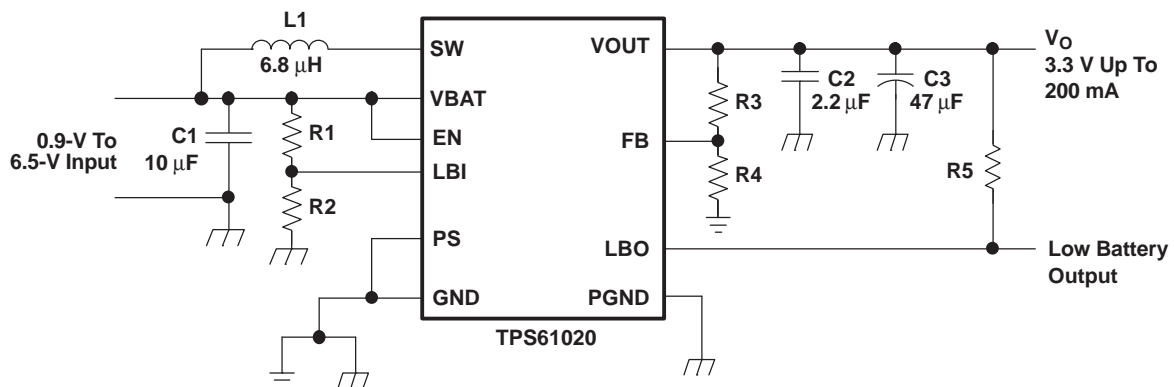 L1
6.8 μH
SW
VOUT
VO
3.3 V Up To
200 mA
C2
2.2 μF
C3
47 μF
R3
VBAT
0.9-V To
6.5-V Input
C1
10 μF
R1
EN
FB
LBI
R4
R5
R2
PS
LBO
Low Battery
Output
GND
PGND
TPS61020